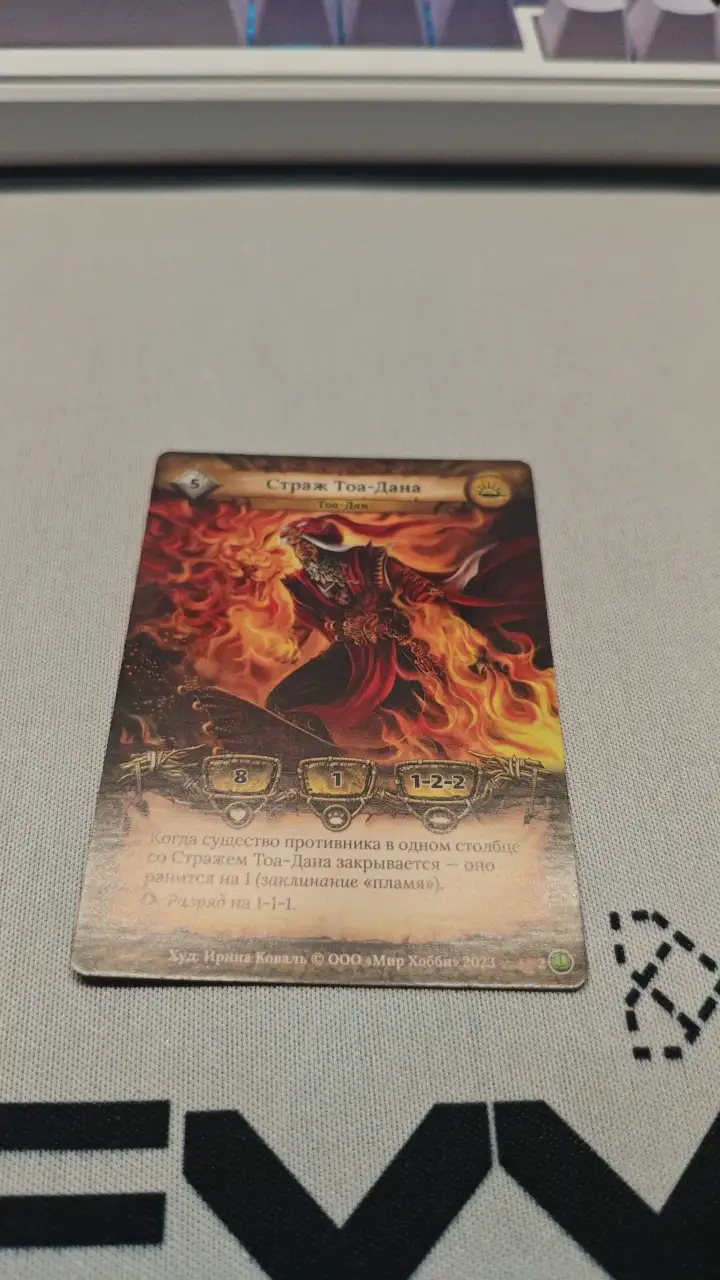 5
Страж Тоа-Дана
Тоа-Дан
8
1
1-2-2
Когда существо противника в одном столбце
со Стражем Тоа-Дана закрывается — оно
ранится на 1 (заклинание «пламя»).
Разряд на 1-1-1.
Худ. Ирина Коваль © ООО «Мир Хобби» 2023
2